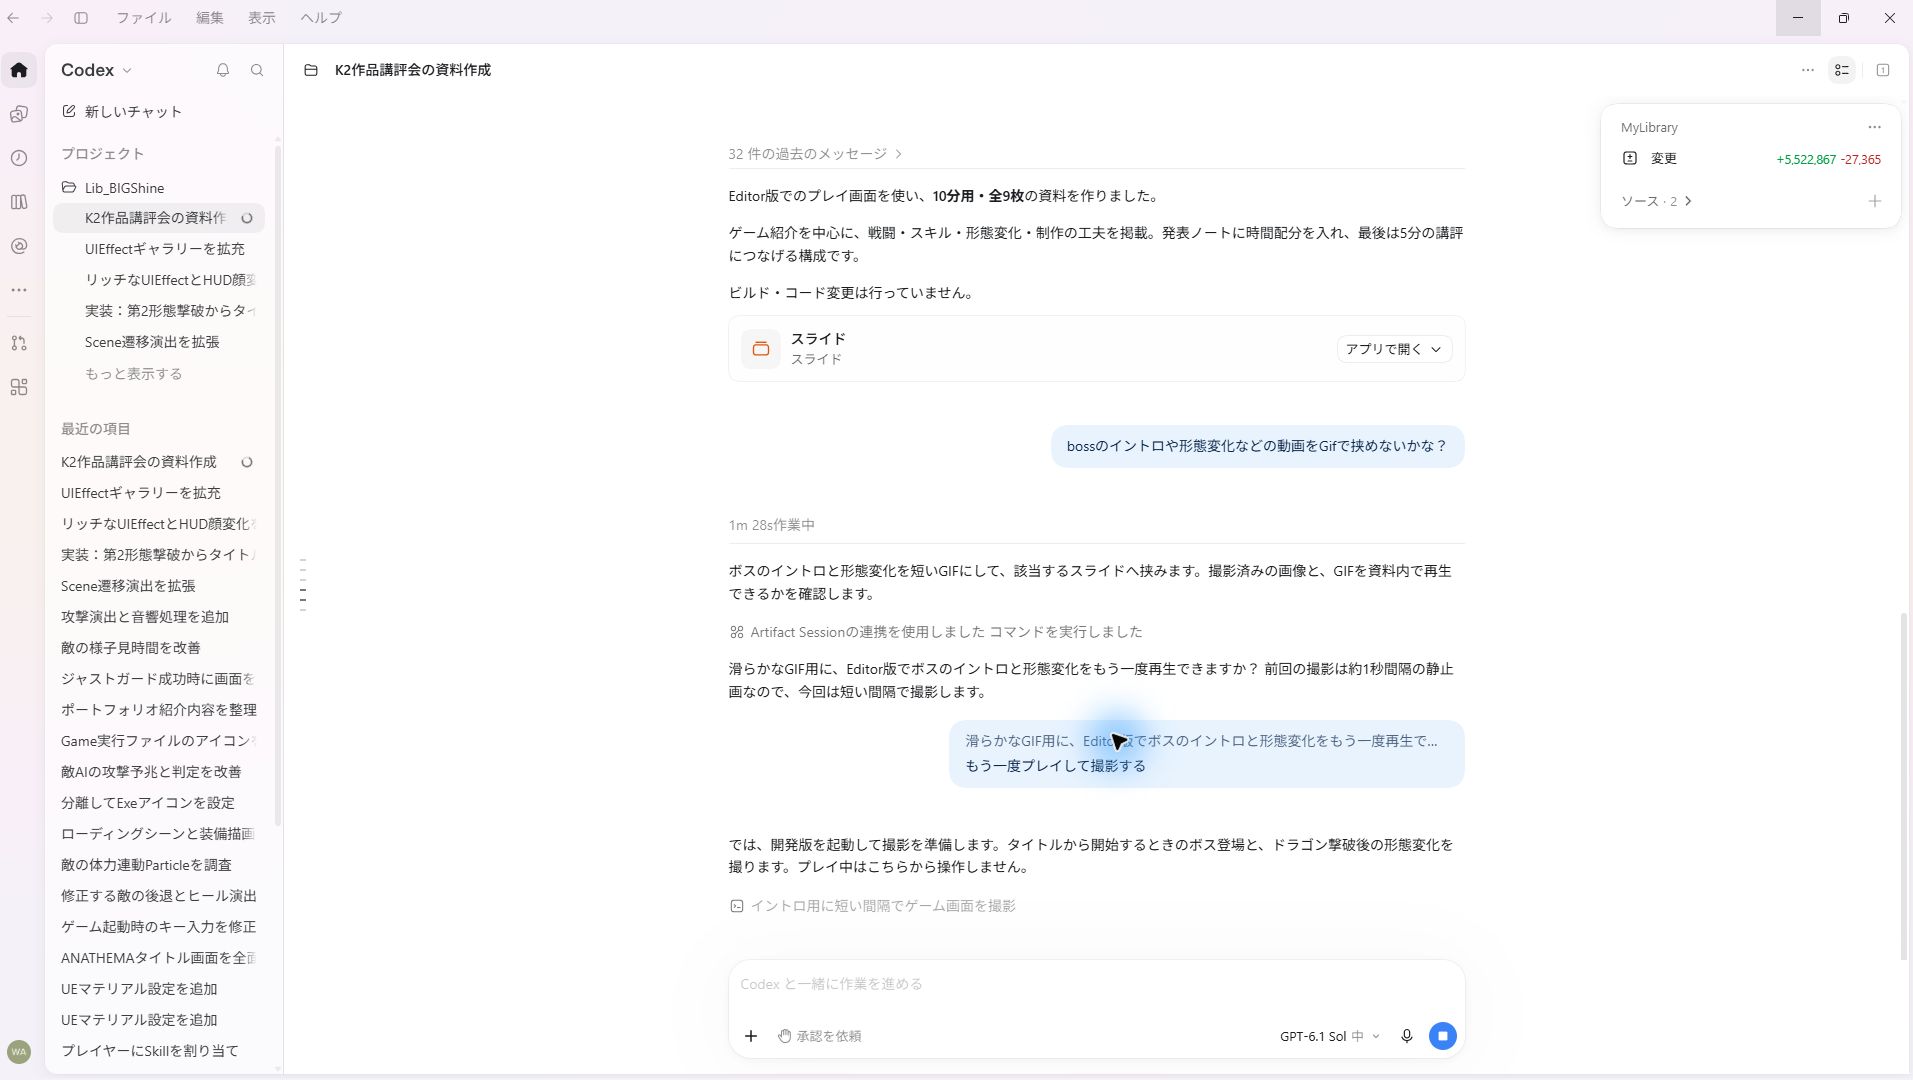 ファイル 編集 表示 ヘルプ
Codex
新しいチャット
プロジェクト
Lib_BIGShine
K2作品講評会の資料作
UIEffectギャラリーを拡充
リッチなUIEffectとHUD顔変
実装：第2形態撃破からタイ
Scene遷移演出を拡張
もっと表示する
最近の項目
K2作品講評会の資料作成
UIEffectギャラリーを拡充
リッチなUIEffectとHUD顔変化を
実装：第2形態撃破からタイトル
Scene遷移演出を拡張
攻撃演出と音響処理を追加
敵の様子見時間を改善
ジャストガード成功時に画面を
ポートフォリオ紹介内容を整理
Game実行ファイルのアイコン
敵AIの攻撃予兆と判定を改善
分離してExeアイコンを設定
ローディングシーンと装備描画
敵の体力連動Particleを調査
修正する敵の後退とヒール演出
ゲーム起動時のキー入力を修正
ANATHEMAタイトル画面を全面
UEマテリアル設定を追加
UEマテリアル設定を追加
プレイヤーにSkillを割り当て
WA
K2作品講評会の資料作成
32 件の過去のメッセージ
Editor版でのプレイ画面を使い、10分用・全9枚の資料を作りました。
ゲーム紹介を中心に、戦闘・スキル・形態変化・制作の工夫を掲載。発表ノートに時間配分を入れ、最後は5分の講評
につなげる構成です。
ビルド・コード変更は行っていません。
スライド
スライド
アプリで開く
bossのイントロや形態変化などの動画をGifで挟めないかな？
1m 28s作業中
ボスのイントロと形態変化を短いGIFにして、該当するスライドへ挟みます。撮影済みの画像と、GIFを資料内で再生
できるかを確認します。
Artifact Sessionの連携を使用しました コマンドを実行しました
滑らかなGIF用に、Editor版でボスのイントロと形態変化をもう一度再生できますか？ 前回の撮影は約1秒間隔の静止
画なので、今回は短い間隔で撮影します。
滑らかなGIF用に、Editor版でボスのイントロと形態変化をもう一度再生で...
もう一度プレイして撮影する
では、開発版を起動して撮影を準備します。タイトルから開始するときのボス登場と、ドラゴン撃破後の形態変化を
撮ります。プレイ中はこちらから操作しません。
イントロ用に短い間隔でゲーム画面を撮影
Codex と一緒に作業を進める
承認を依頼
GPT-6.1 Sol 中
MyLibrary
変更 +5,522,867 -27,365
ソース · 2